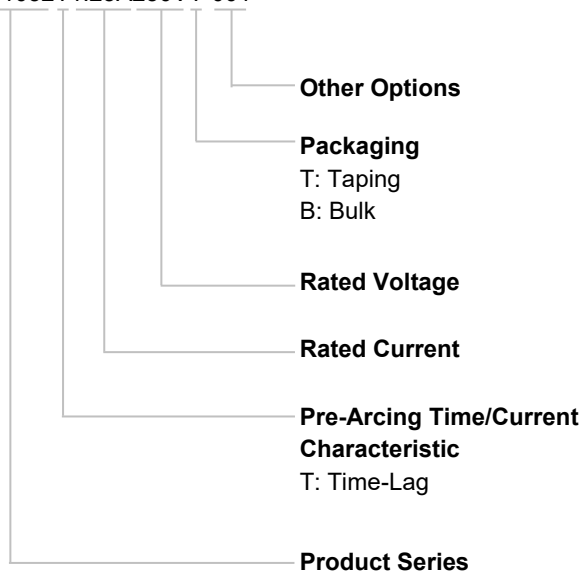 Other Options
Packaging
T: Taping
B: Bulk
Rated Voltage
Rated Current
Pre-Arcing Time/Current
Characteristic
T: Time-Lag
Product Series